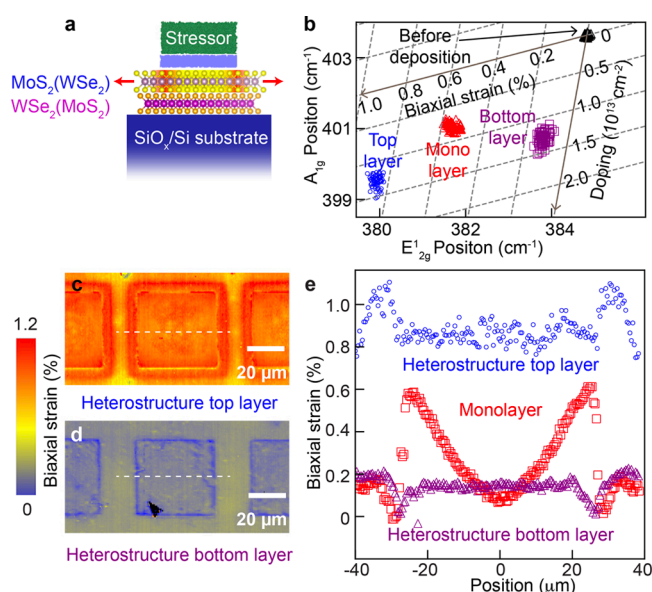 a
Stressor
MoS2(WSe2)
WSe2(MoS2)
SiOx/Si substrate
b
Before
deposition
0
0.2
0.4
0.6
0.8
1.0
Biaxial strain (%)
0.5
1.0
1.5
2.0
Doping (10^13 cm^-2)
Top
layer
Mono
layer
Bottom
layer
403
401
399
A1g Positon (cm^-1)
380
382
384
E^1_2g Positon (cm^-1)
c
20 μm
Heterostructure top layer
1.2
Biaxial strain (%)
0
d
20 μm
Heterostructure bottom layer
e
1.0
0.8
0.6
0.4
0.2
0
Biaxial strain (%)
Heterostructure top layer
Monolayer
Heterostructure bottom layer
-40
-20
0
20
40
Position (μm)